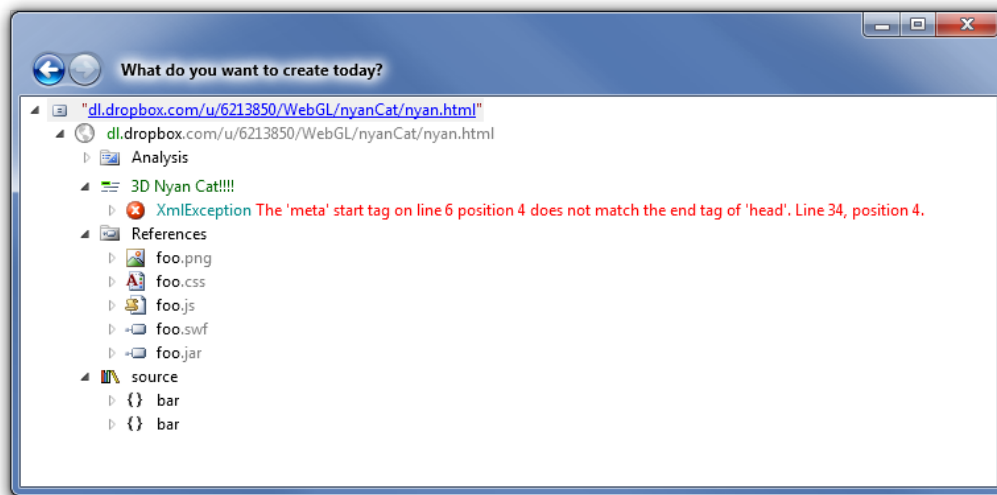 What do you want to create today?
"dl.dropbox.com/u/6213850/WebGL/nyanCat/nyan.html"
dl.dropbox.com/u/6213850/WebGL/nyanCat/nyan.html
Analysis
3D Nyan Cat!!!!
XmlException The 'meta' start tag on line 6 position 4 does not match the end tag of 'head'. Line 34, position 4.
References
foo.png
foo.css
foo.js
foo.swf
foo.jar
source
{} bar
{} bar